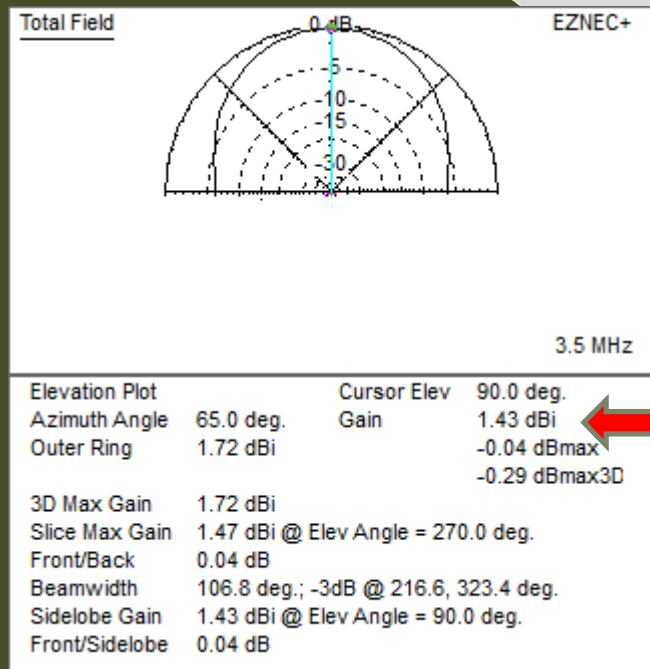 Total Field
EZNEC+
0 dB
-5
-10
-15
-30
3.5 MHz
Elevation Plot Cursor Elev 90.0 deg.
Azimuth Angle 65.0 deg. Gain 1.43 dBi
Outer Ring 1.72 dBi -0.04 dBmax
-0.29 dBmax3D
3D Max Gain 1.72 dBi
Slice Max Gain 1.47 dBi @ Elev Angle = 270.0 deg.
Front/Back 0.04 dB
Beamwidth 106.8 deg.; -3dB @ 216.6, 323.4 deg.
Sidelobe Gain 1.43 dBi @ Elev Angle = 90.0 deg.
Front/Sidelobe 0.04 dB